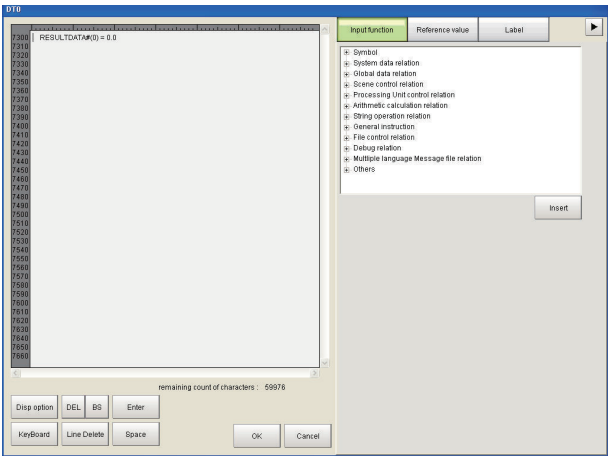 DT0
7300 RESULTDATA#(0) = 0.0
7310
7320
7330
7340
7350
7360
7370
7380
7390
7400
7410
7420
7430
7440
7450
7460
7470
7480
7490
7500
7510
7520
7530
7540
7550
7560
7570
7580
7590
7600
7610
7620
7630
7640
7650
7660
remaining count of characters : 59976
Disp option DEL BS Enter
KeyBoard Line Delete Space OK Cancel
Input function Reference value Label
Symbol
System data relation
Global data relation
Scene control relation
Processing Unit control relation
Arithmetic calculation relation
String operation relation
General instruction
File control relation
Debug relation
Multiple language Message file relation
Others
Insert